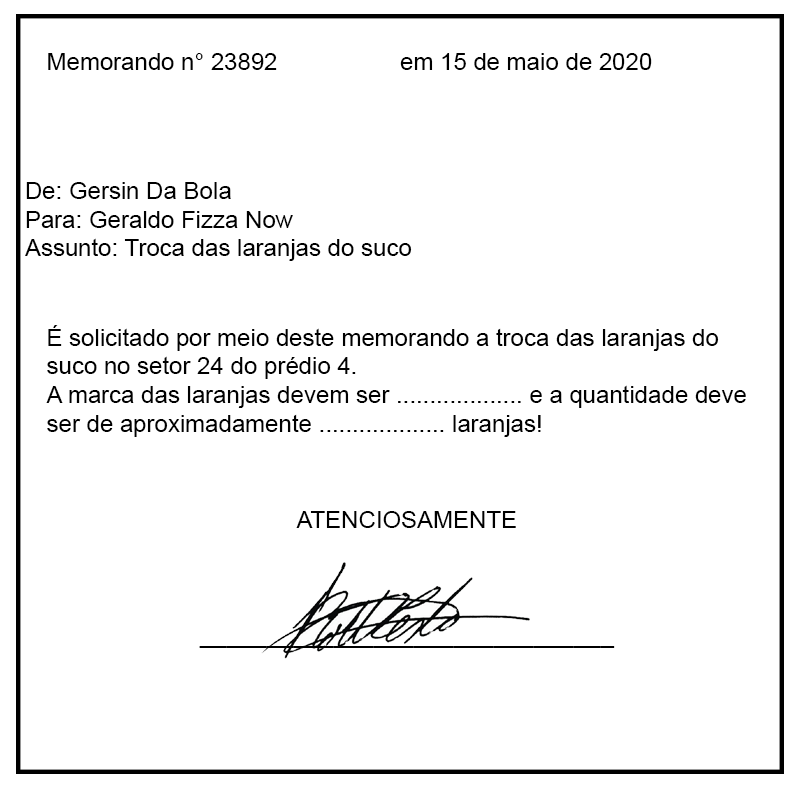 Memorando n° 23892 em 15 de maio de 2020
De: Gersin Da Bola
Para: Geraldo Fizza Now
Assunto: Troca das laranjas do suco
É solicitado por meio deste memorando a troca das laranjas do
suco no setor 24 do prédio 4.
A marca das laranjas devem ser ................... e a quantidade deve
ser de aproximadamente ................... laranjas!
ATENCIOSAMENTE